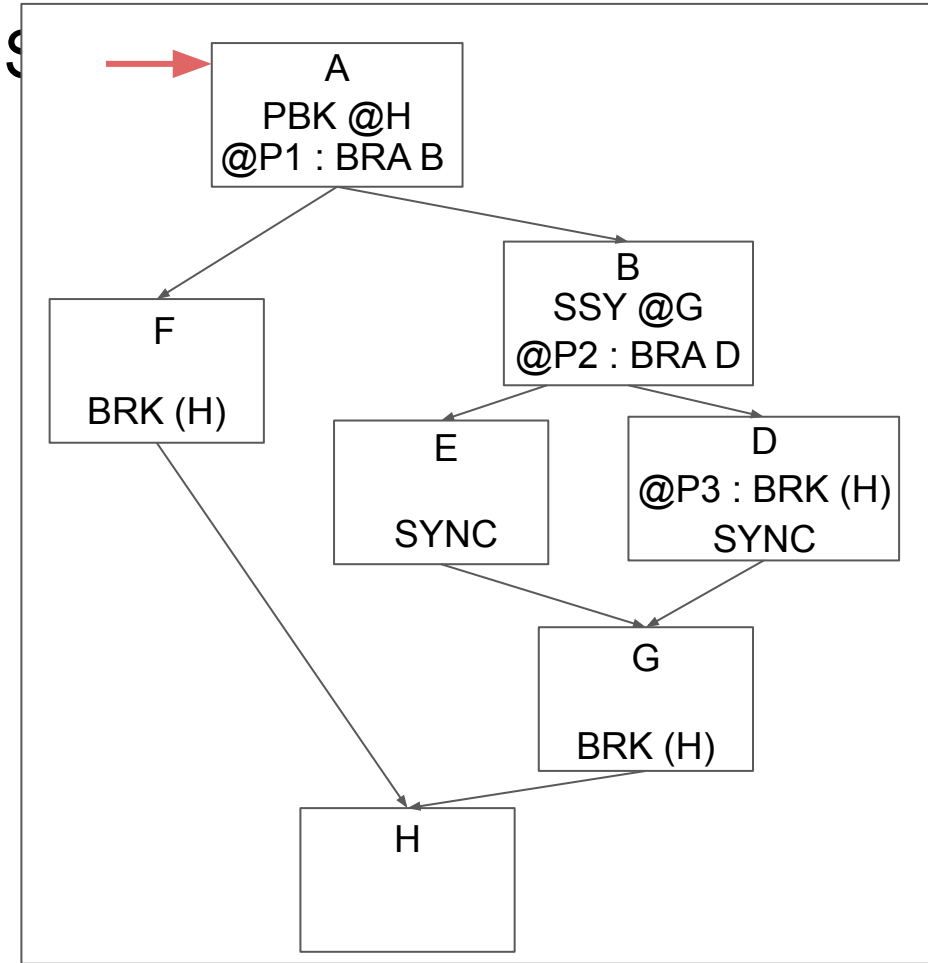 A
PBK @H
@P1 : BRA B
B
SSY @G
@P2 : BRA D
F
BRK (H)
E
SYNC
D
@P3 : BRK (H)
SYNC
G
BRK (H)
H